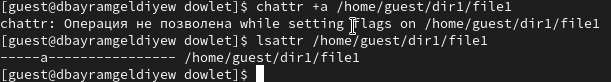 [guest@dbayramgeldiyew dowlet]$ chattr +a /home/guest/dir1/file1
chattr: Операция не позволена while setting flags on /home/guest/dir1/file1
[guest@dbayramgeldiyew dowlet]$ lsattr /home/guest/dir1/file1
-----a---------------- /home/guest/dir1/file1
[guest@dbayramgeldiyew dowlet]$